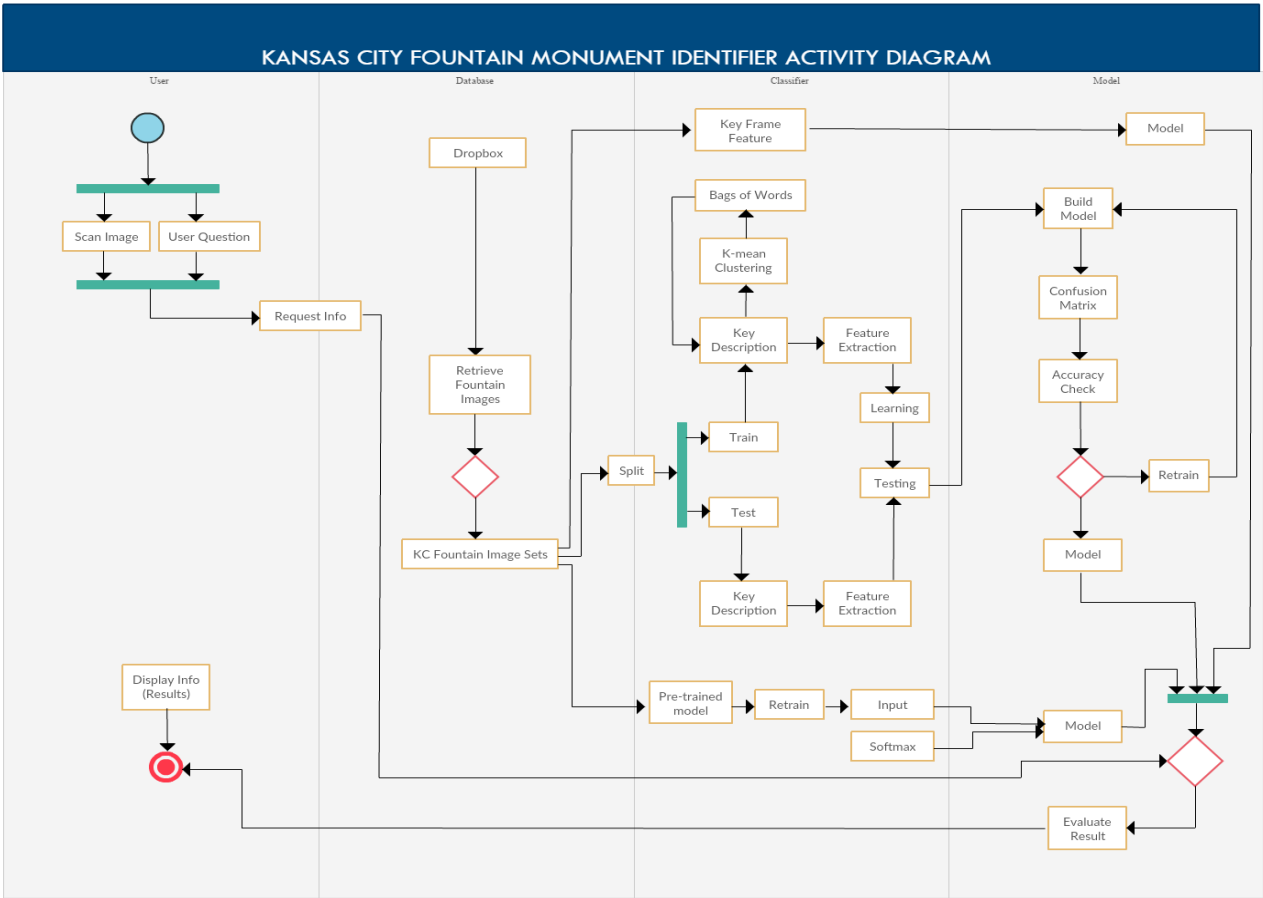 KANSAS CITY FOUNTAIN MONUMENT IDENTIFIER ACTIVITY DIAGRAM
User
Database
Classifier
Model
Scan Image
User Question
Request Info
Display Info
(Results)
Dropbox
Retrieve
Fountain
Images
KC Fountain Image Sets
Key Frame
Feature
Bags of Words
K-mean
Clustering
Key
Description
Feature
Extraction
Learning
Train
Split
Testing
Test
Key
Description
Feature
Extraction
Pre-trained
model
Retrain
Input
Softmax
Model
Build
Model
Confusion
Matrix
Accuracy
Check
Retrain
Model
Model
Evaluate
Result